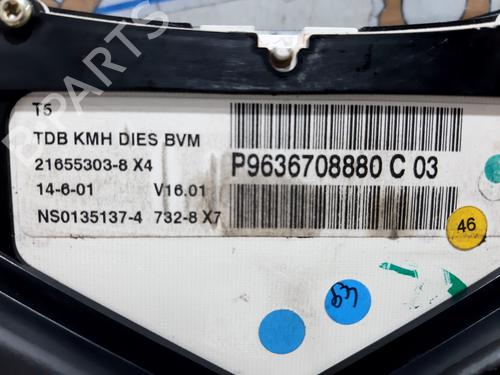 T5
TDB KMH DIES BVM
21655303-8 X4
14-6-01 V16.01
NS0135137-4 732-8 X7
P9636708880 C 03
46